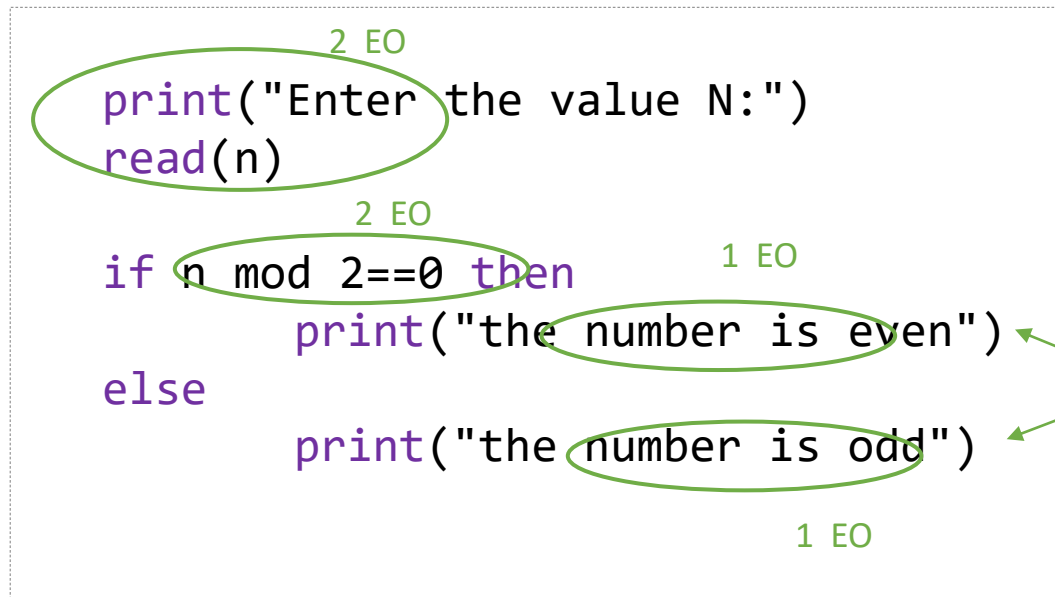 2 EO
print("Enter the value N:")
read(n)
2 EO
if n mod 2==0 then
1 EO
print("the number is even")
else
print("the number is odd")
1 EO